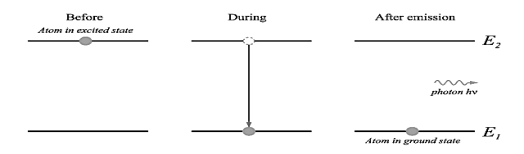 Before
During
After emission
Atom in excited state
E2
photon hv
E1
Atom in ground state